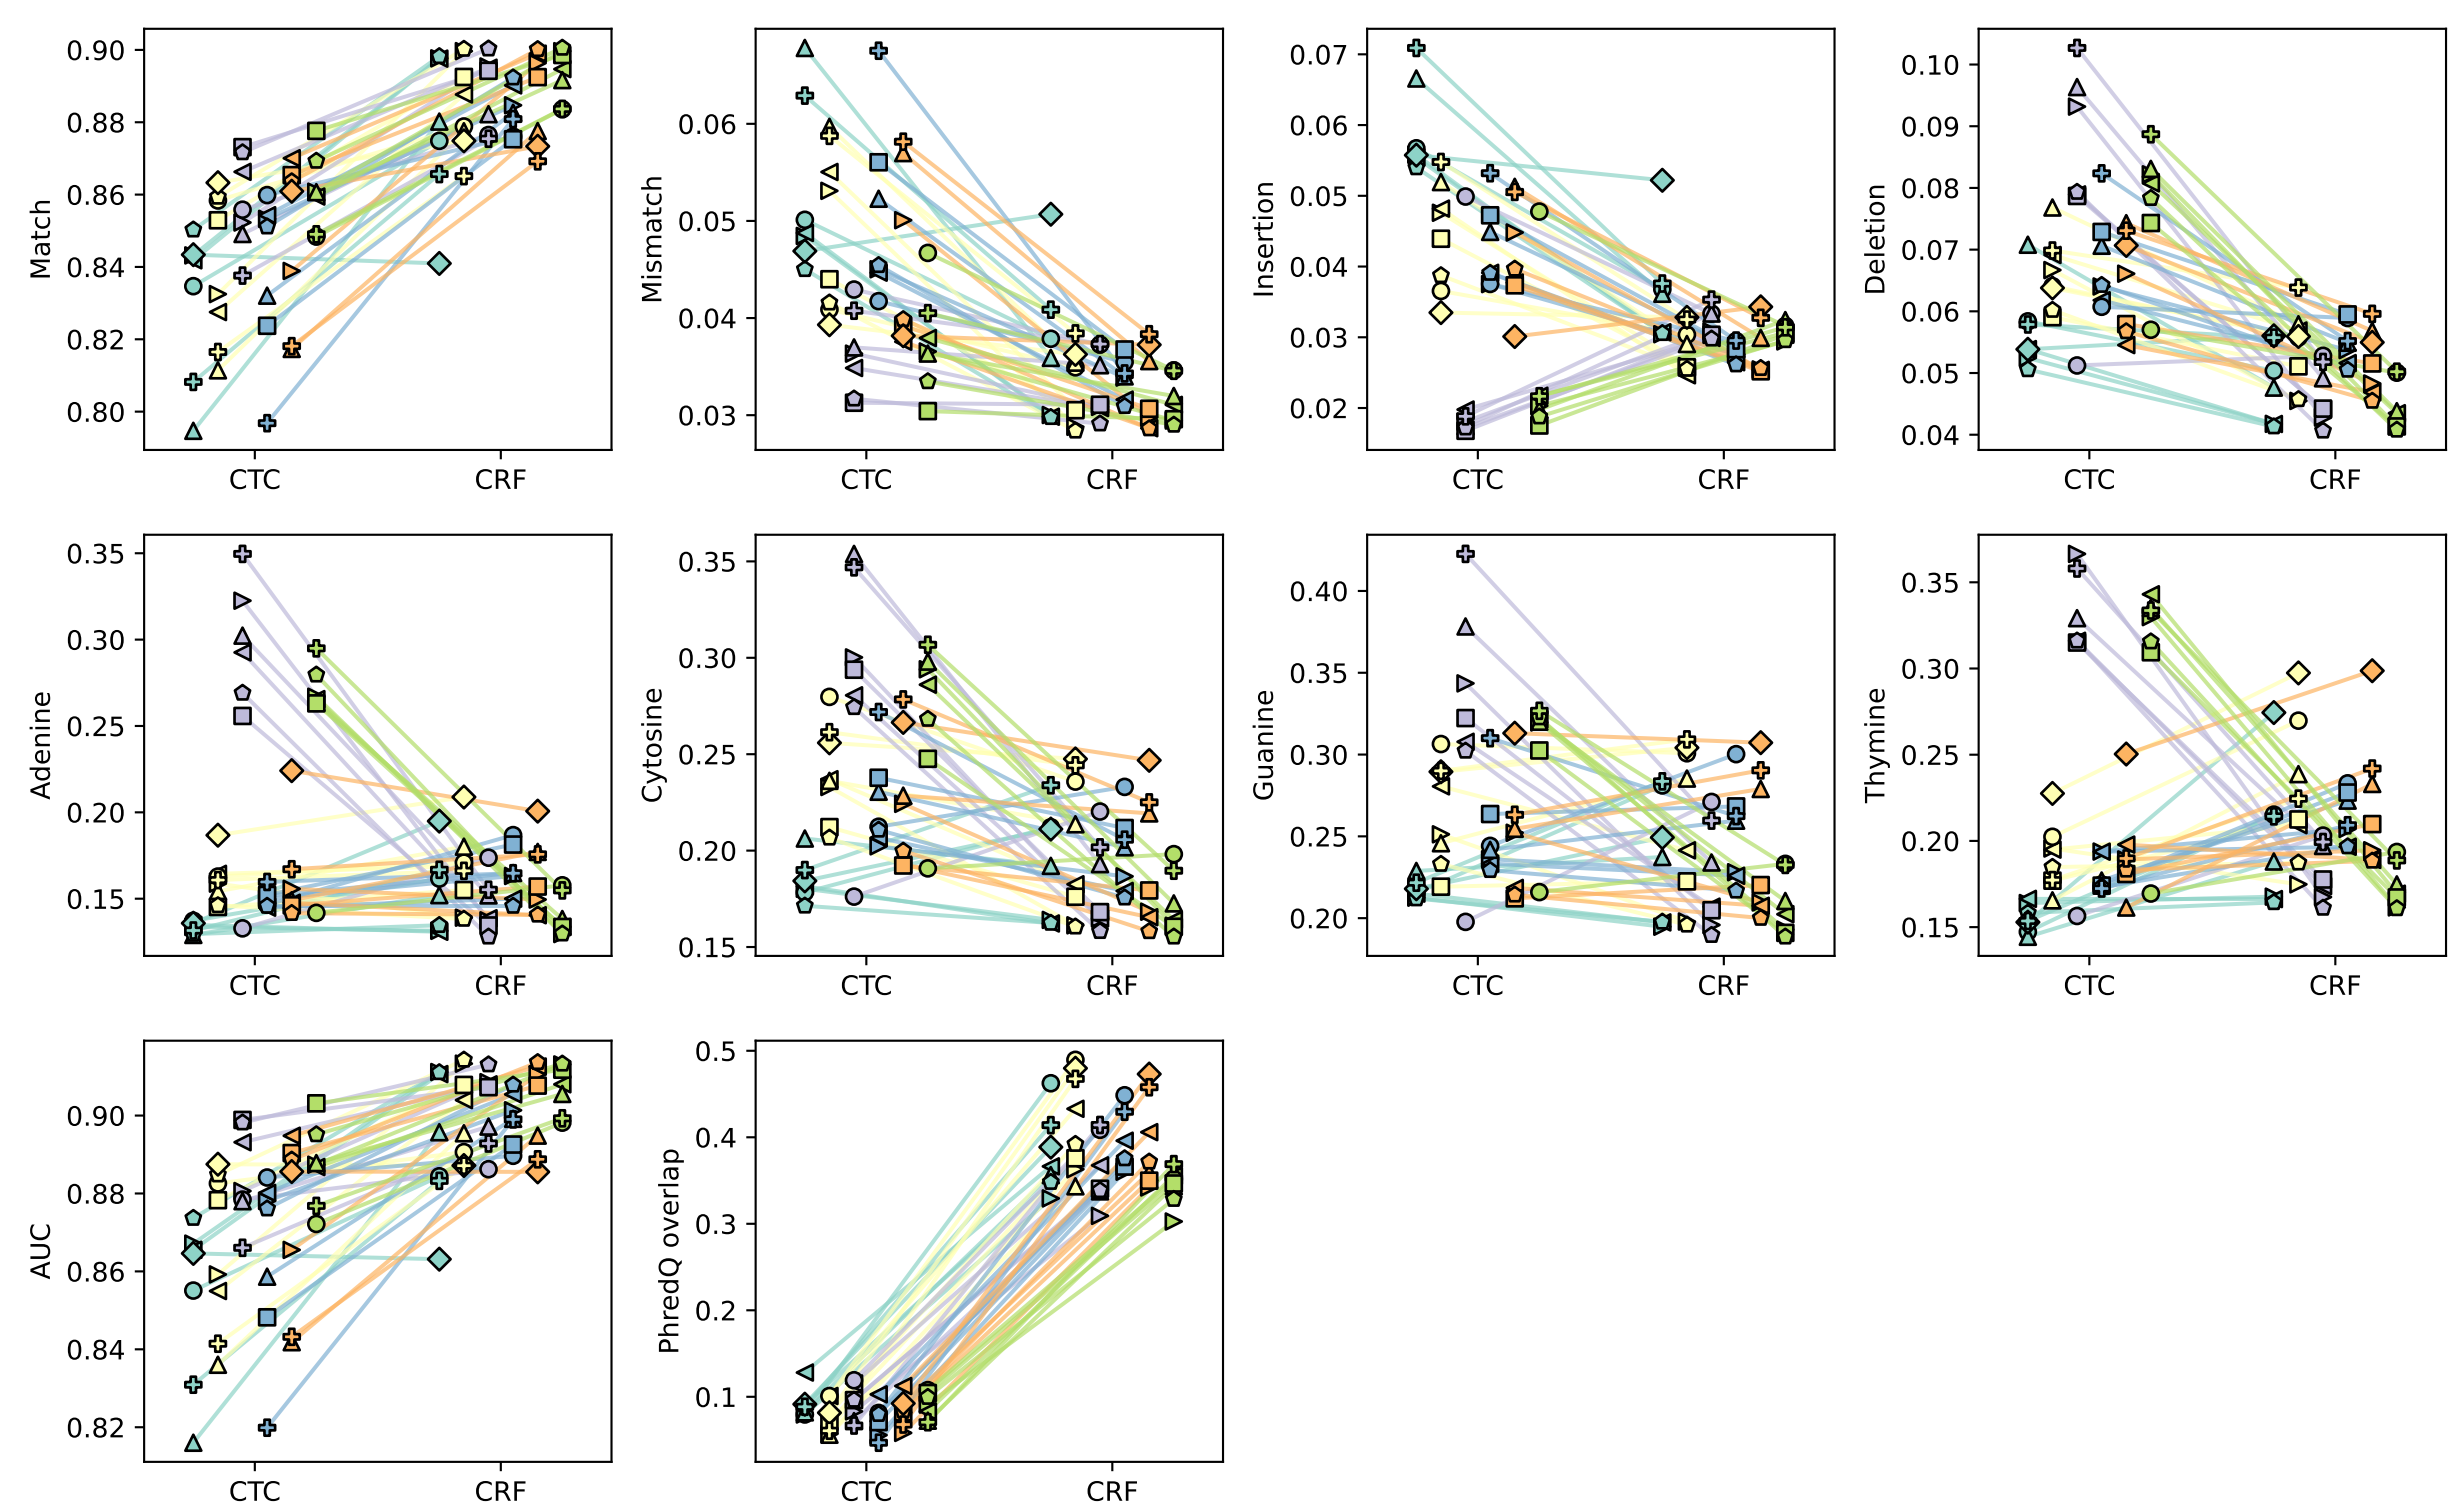 Match
0.90
0.88
0.86
0.84
0.82
0.80
CTC CRF
Mismatch
0.06
0.05
0.04
0.03
CTC CRF
Insertion
0.07
0.06
0.05
0.04
0.03
0.02
CTC CRF
Deletion
0.10
0.09
0.08
0.07
0.06
0.05
0.04
CTC CRF
Adenine
0.35
0.30
0.25
0.20
0.15
CTC CRF
Cytosine
0.35
0.30
0.25
0.20
0.15
CTC CRF
Guanine
0.40
0.35
0.30
0.25
0.20
CTC CRF
Thymine
0.35
0.30
0.25
0.20
0.15
CTC CRF
AUC
0.90
0.88
0.86
0.84
0.82
CTC CRF
PhredQ overlap
0.5
0.4
0.3
0.2
0.1
CTC CRF